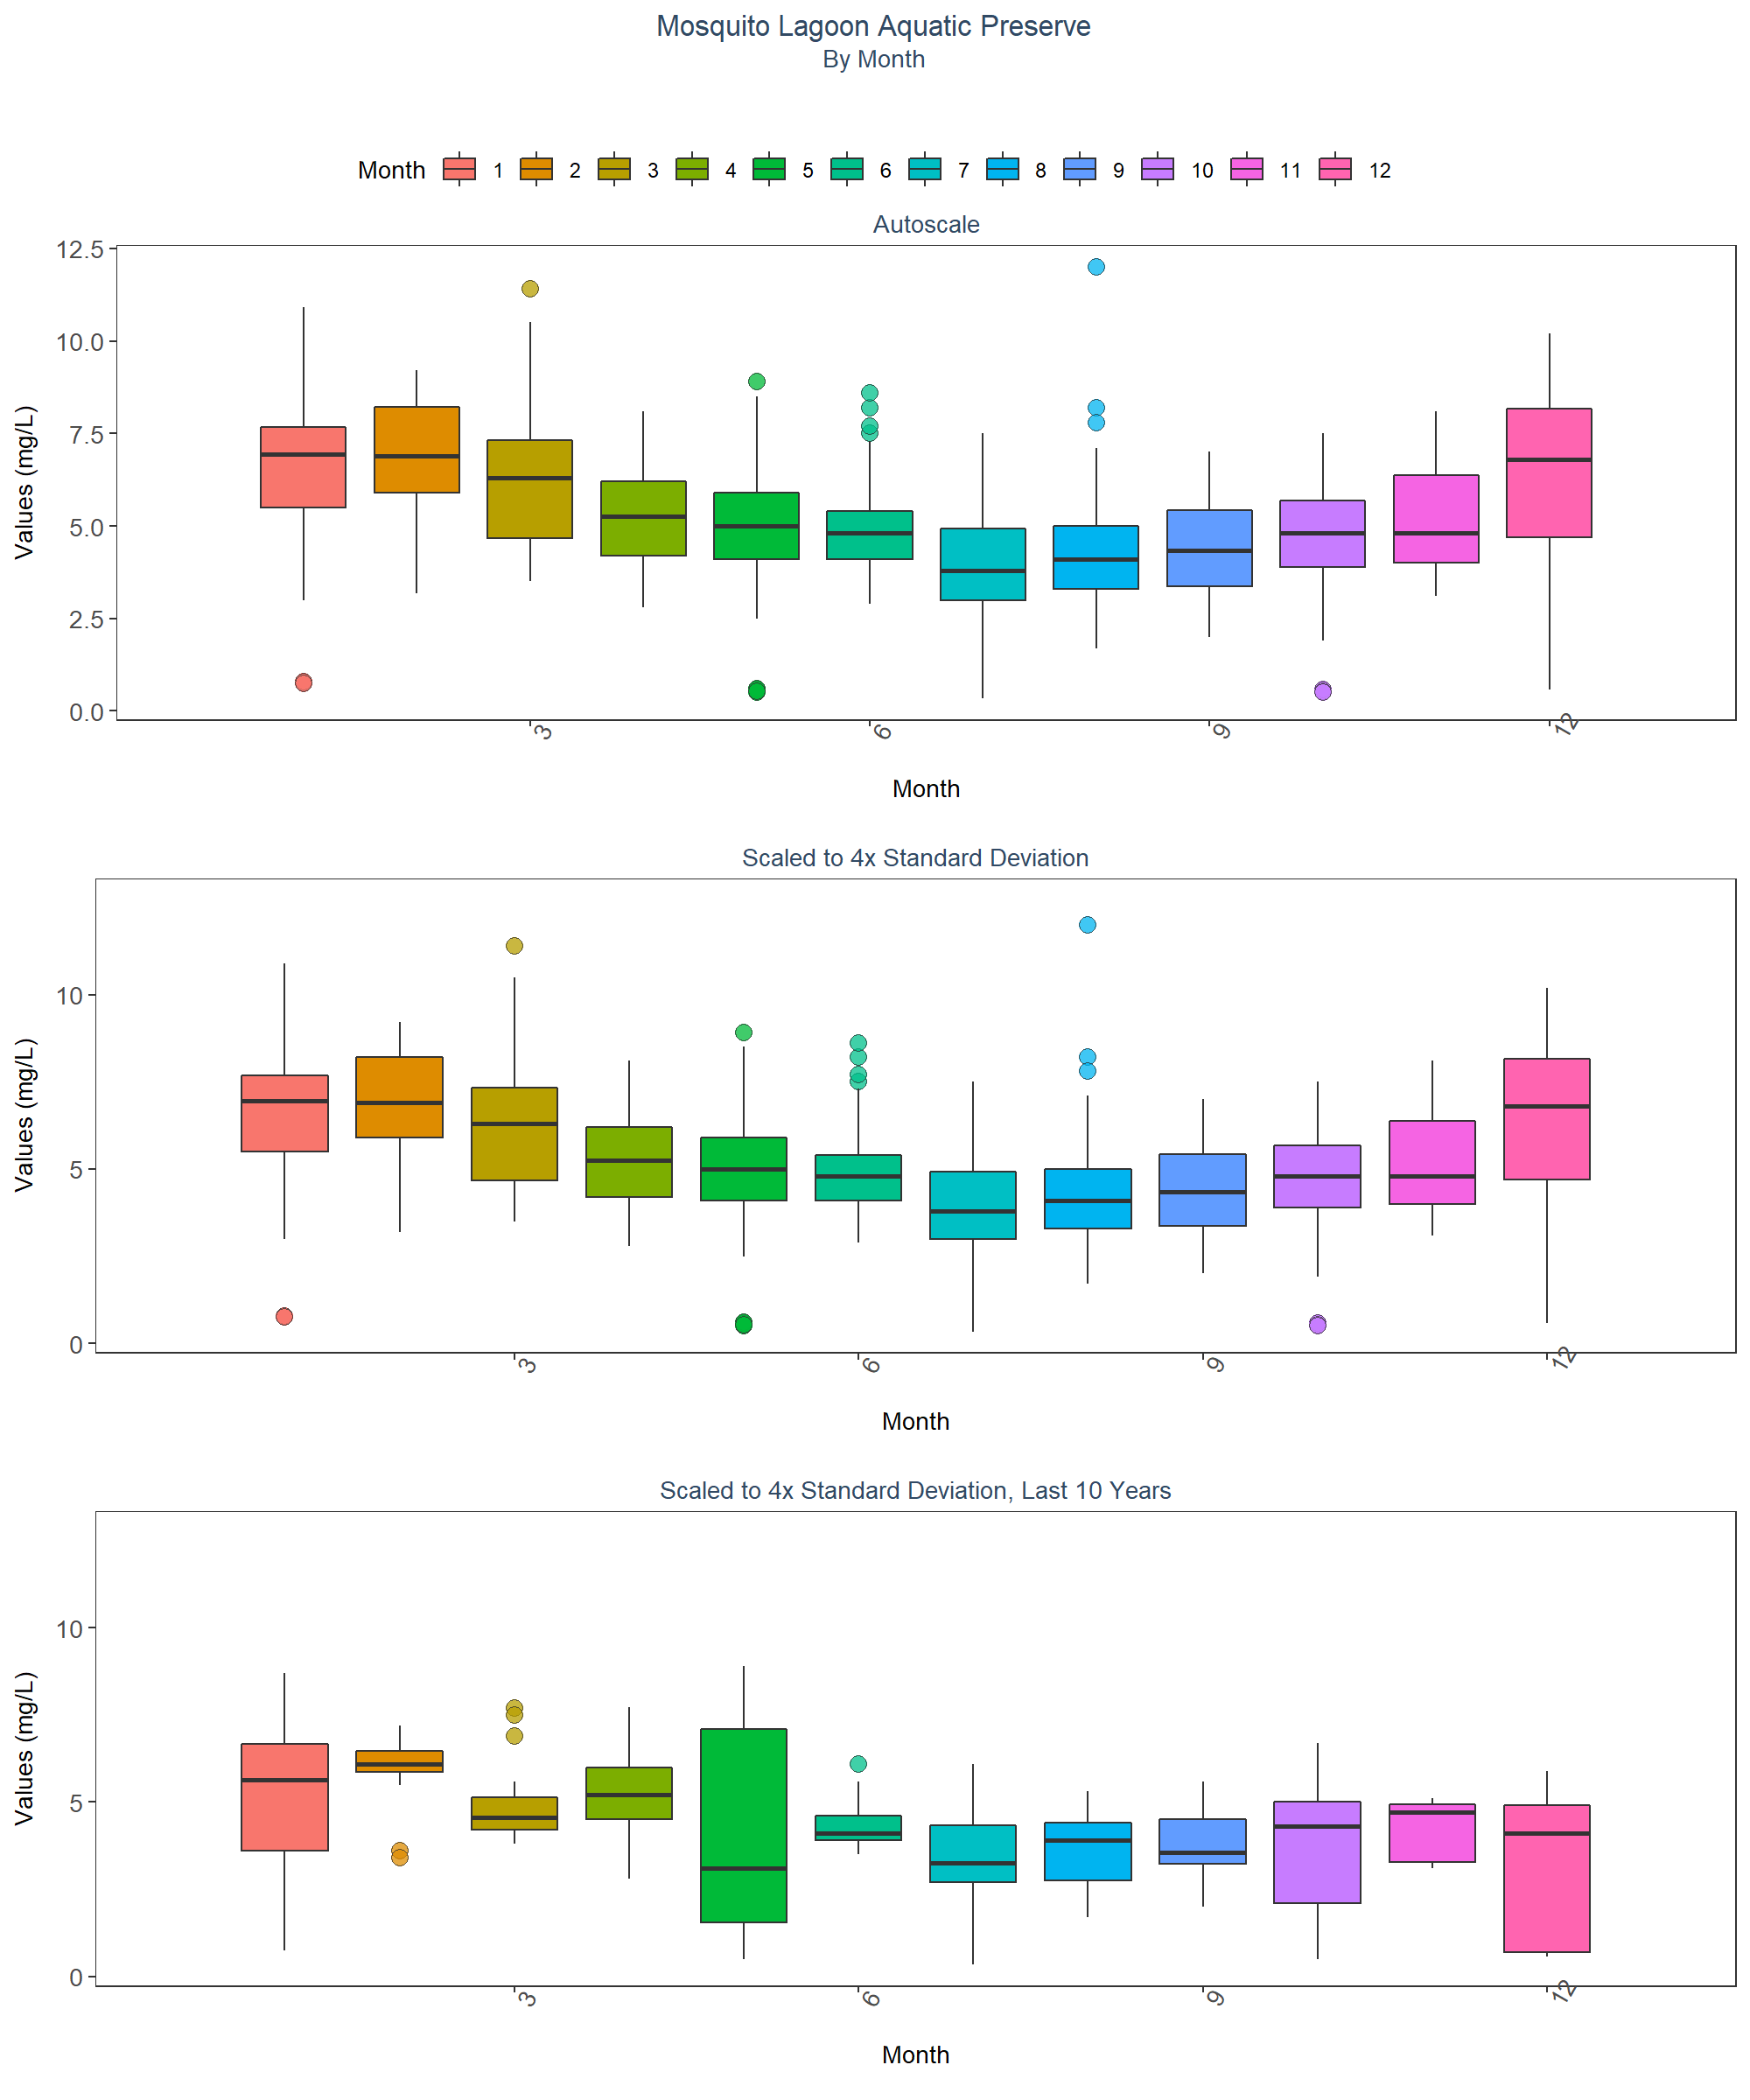 Mosquito Lagoon Aquatic Preserve
By Month
Month 1 2 3 4 5 6 7 8 9 10 11 12
Autoscale
Values (mg/L)
12.5
10.0
7.5
5.0
2.5
0.0
3 6 9 12
Month
Scaled to 4x Standard Deviation
Values (mg/L)
10
5
0
3 6 9 12
Month
Scaled to 4x Standard Deviation, Last 10 Years
Values (mg/L)
10
5
0
3 6 9 12
Month